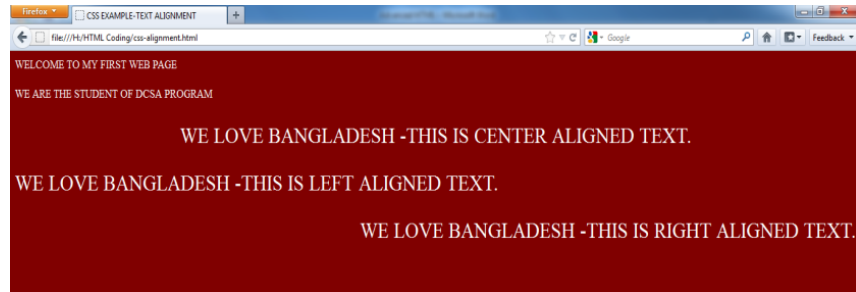 Firefox
CSS EXAMPLE-TEXT ALIGNMENT
file:///H:/HTML Coding/css-alignment.html
Google
Feedback
WELCOME TO MY FIRST WEB PAGE
WE ARE THE STUDENT OF DCSA PROGRAM
WE LOVE BANGLADESH -THIS IS CENTER ALIGNED TEXT.
WE LOVE BANGLADESH -THIS IS LEFT ALIGNED TEXT.
WE LOVE BANGLADESH -THIS IS RIGHT ALIGNED TEXT.